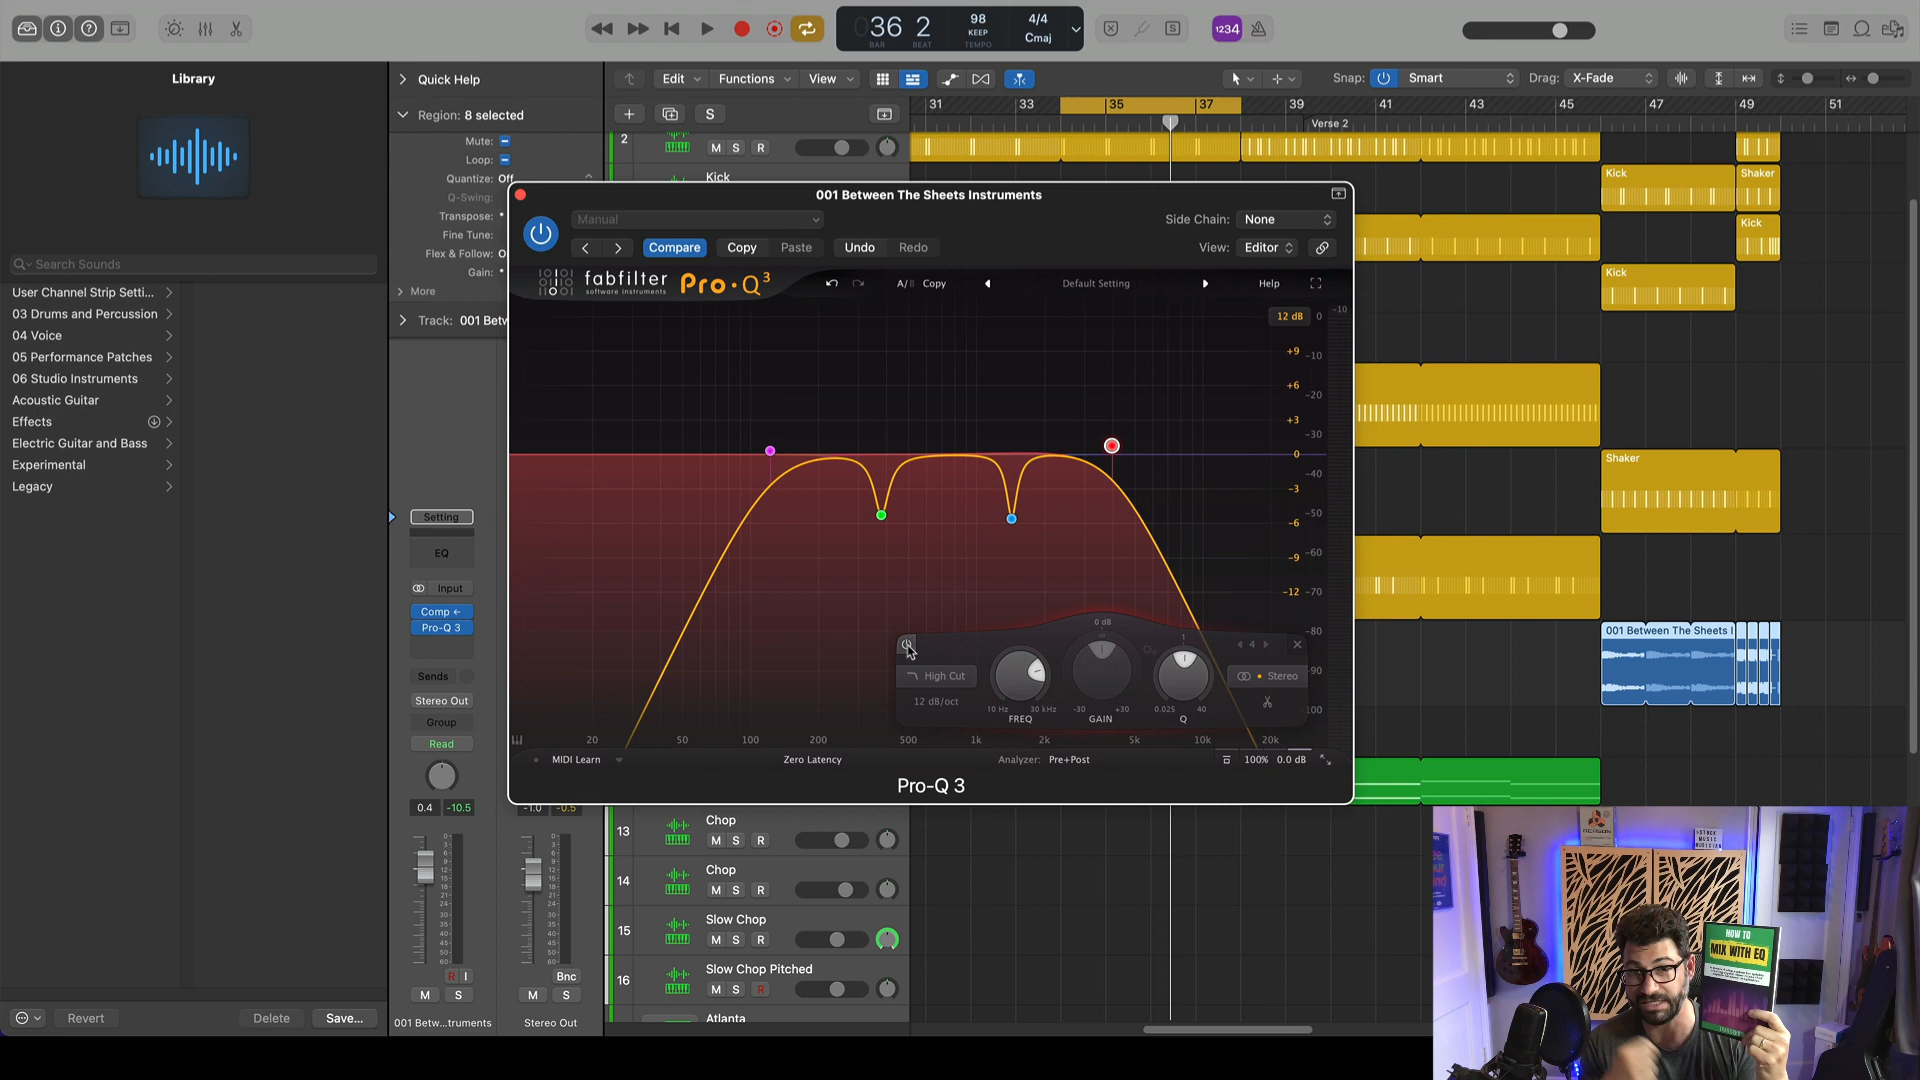 36 2
BAR BEAT
98
KEEP
TEMPO
4/4
Cmaj
1234
Library
Search Sounds
User Channel Strip Setti...
03 Drums and Percussion
04 Voice
05 Performance Patches
06 Studio Instruments
Acoustic Guitar
Effects
Electric Guitar and Bass
Experimental
Legacy
Revert
Delete
Save...
Quick Help
Region: 8 selected
Mute:
Loop:
Quantize: Off
Q-Swing:
Transpose:
Fine Tune:
Flex & Follow: O
Gain:
More
Track: 001 Betw
Setting
EQ
Input
Comp
Pro-Q 3
Sends
Stereo Out
Group
Read
0.4 -10.5
-1.0 -0.5
R I
Bnc
M S
M S
001 Betw...truments
Stereo Out
Edit
Functions
View
Snap: Smart
Drag: X-Fade
S
31 33 35 37 39 41 43 45 47 49 51
Verse 2
2
M S R
Kick
Kick
Shaker
Kick
Kick
Shaker
001 Between The Sheets I
001 Between The Sheets Instruments
Manual
Side Chain: None
Compare
Copy
Paste
Undo
Redo
View: Editor
fabfilter
software instruments
Pro·Q3
A/B Copy
Default Setting
Help
12 dB 0 -10
+9 -10
+6 -20
+3 -30
0 -40
-3
-50
-6
-9 -60
-12 -70
-80
-90
-100
0 dB
1
4
High Cut
12 dB/oct
10 Hz 30 kHz
FREQ
-30 +30
GAIN
0.025 40
Q
Stereo
20 50 100 200 500 1k 2k 5k 10k 20k
MIDI Learn
Zero Latency
Analyzer: Pre+Post
100% 0.0 dB
Pro-Q 3
13
Chop
M S R
14
Chop
M S R
15
Slow Chop
M S R
16
Slow Chop Pitched
M S R
Atlanta
STOCK
MUSIC
MUSICIAN
HOW TO
MIX WITH EQ